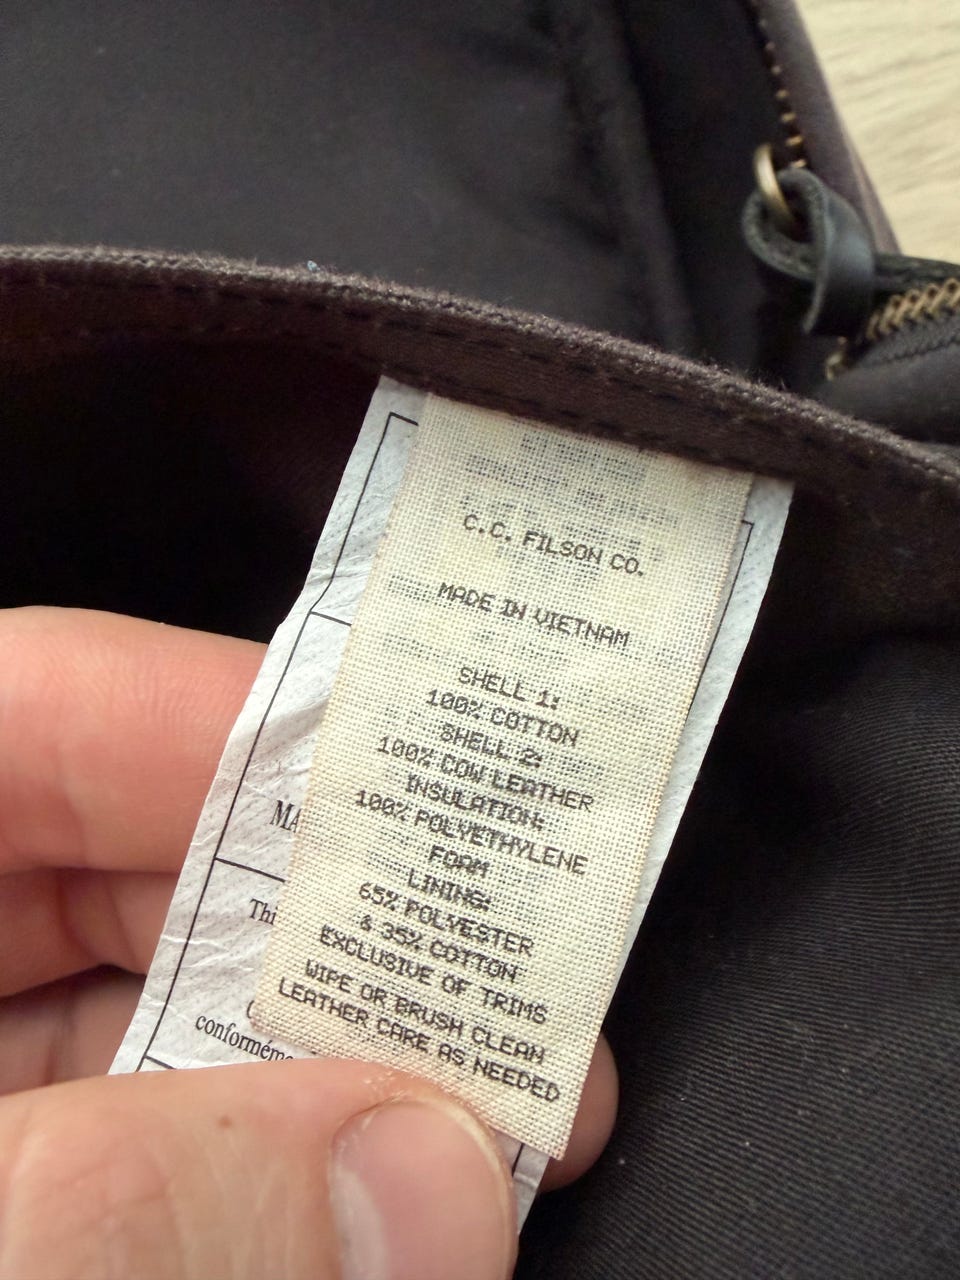 C.C. FILSON CO.
MADE IN VIETNAM
SHELL 1:
100% COTTON
SHELL 2:
100% COW LEATHER
INSULATION:
100% POLYETHYLENE
FOAM
LINING:
65% POLYESTER
& 35% COTTON
EXCLUSIVE OF TRIMS
WIPE OR BRUSH CLEAN
LEATHER CARE AS NEEDED
MA
Thi
conforméme